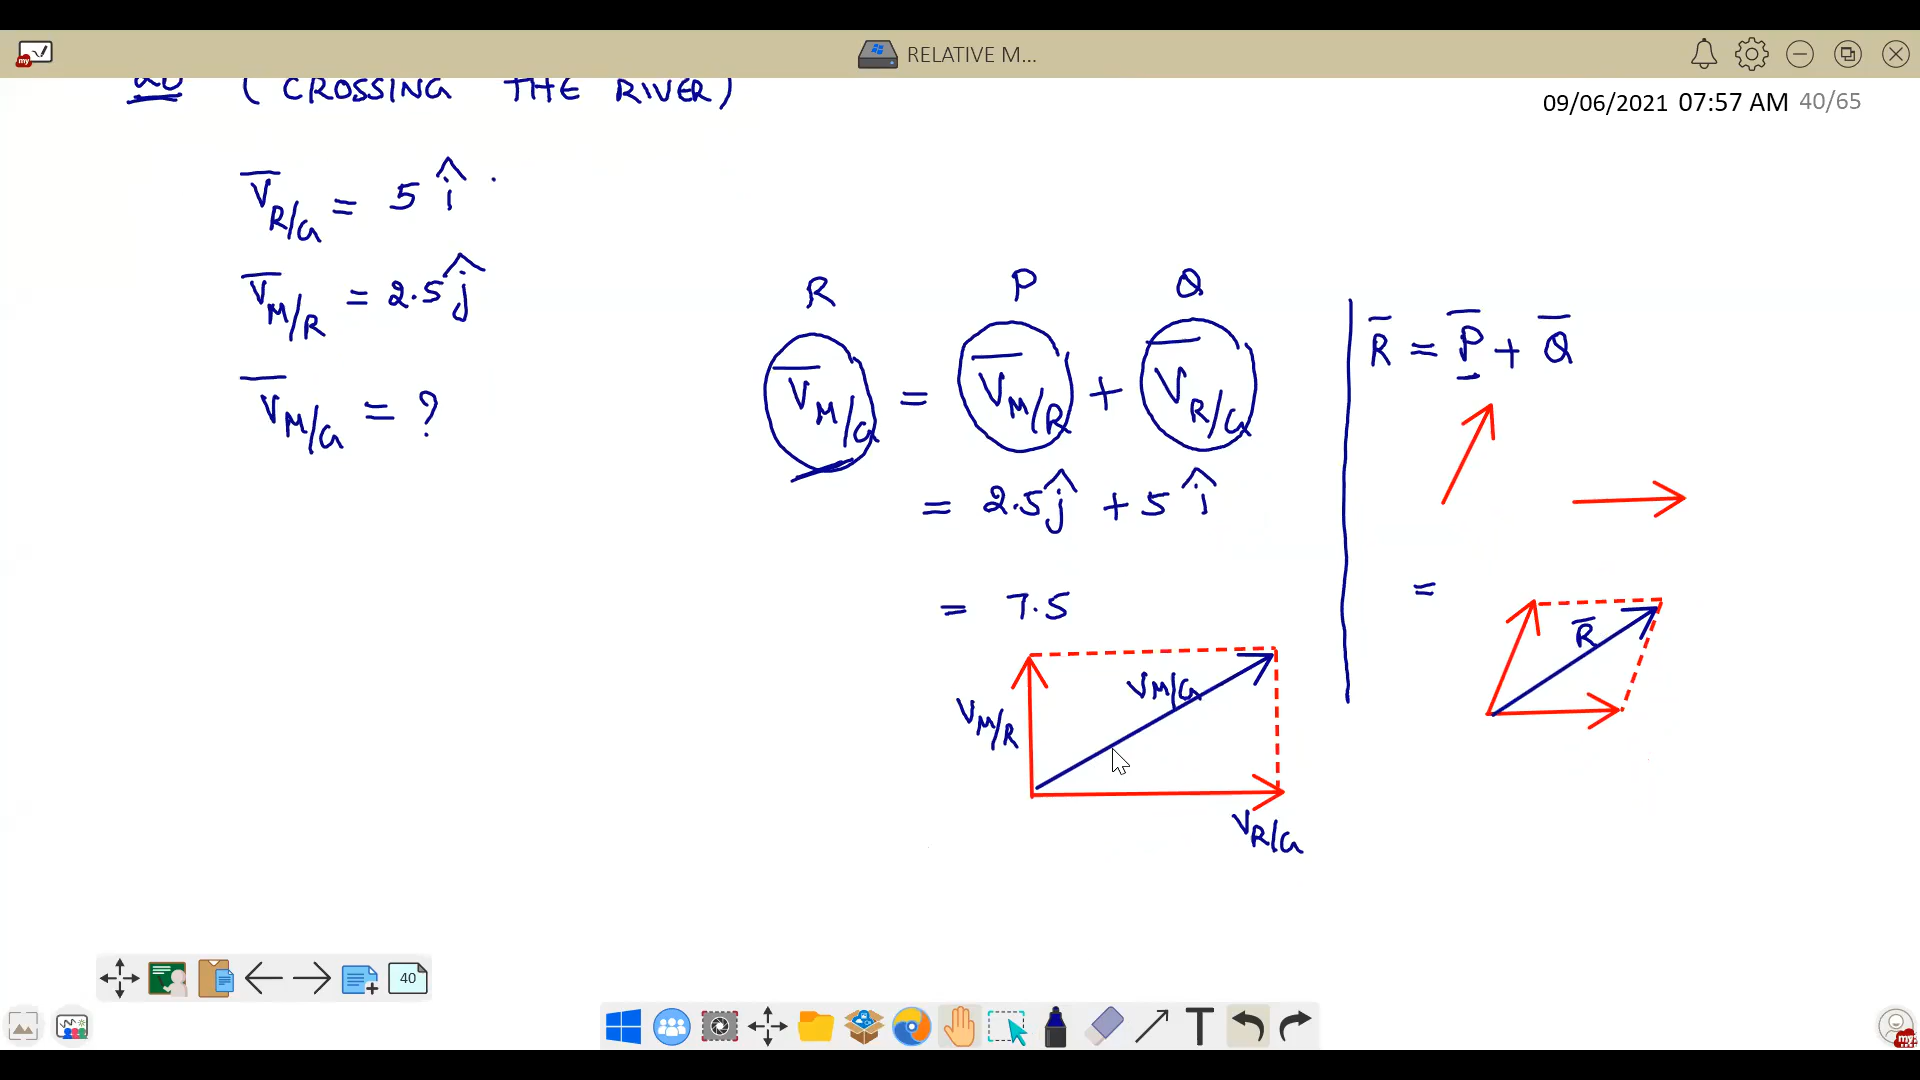 RELATIVE M...
09/06/2021 07:57 AM 40/65
(CROSSING THE RIVER)
V̅R/G = 5 î
V̅M/R = 2.5 ĵ
V̅M/G = ?
R P Q
V̅M/G = V̅M/R + V̅R/G
= 2.5 ĵ + 5 î
= 7.5
VM/G
VM/R
VR/G
R̅ = P̅ + Q̅
=
R̅
40
T